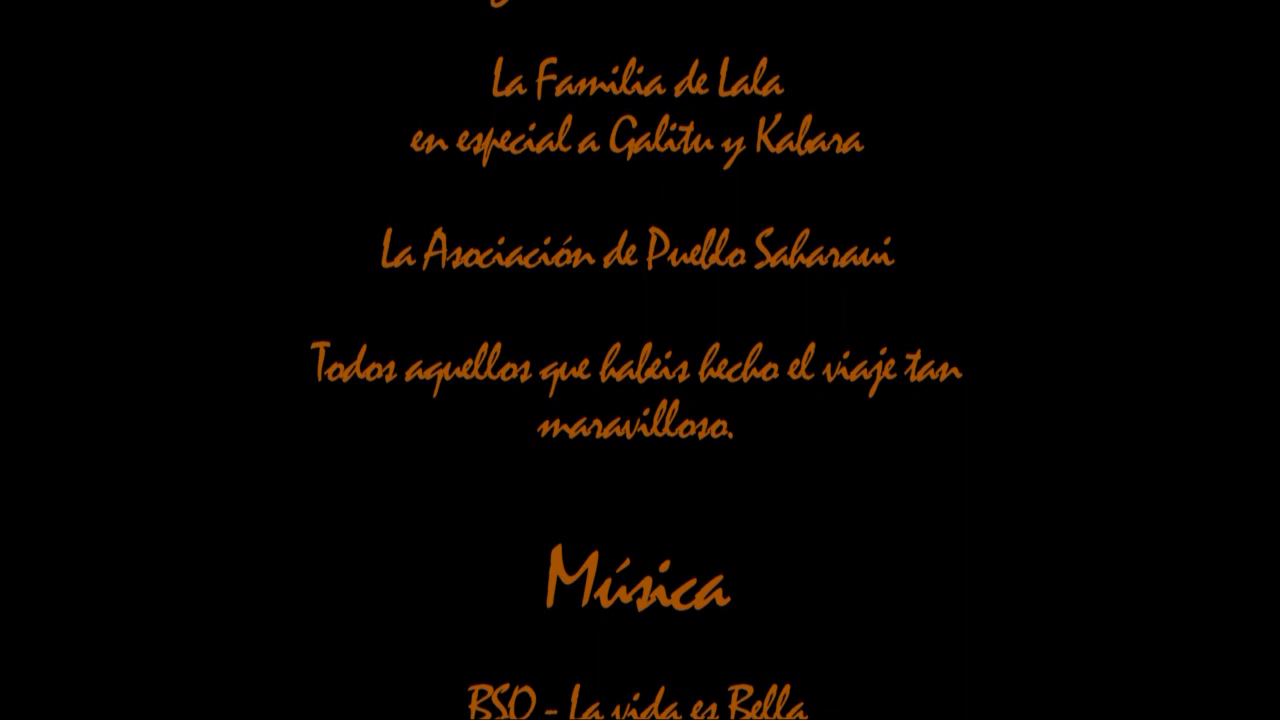 La Familia de Lala
en especial a Galitu y Kabara
La Asociación de Pueblo Saharaui
Todos aquellos que habeis hecho el viaje tan
maravilloso.
Música
BSO - La vida es Bella